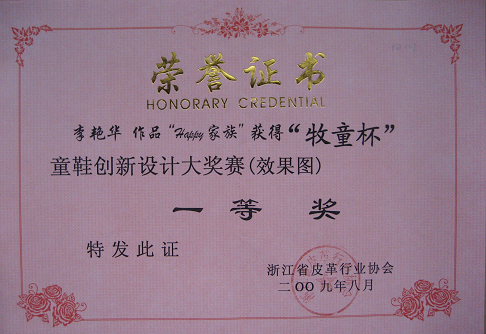 荣誉证书
HONORARY CREDENTIAL
李艳华 作品“Happy家族”获得“牧童杯”
童鞋创新设计大奖赛(效果图)
一等奖
特发此证
浙江省皮革行业协会
二〇〇九年八月